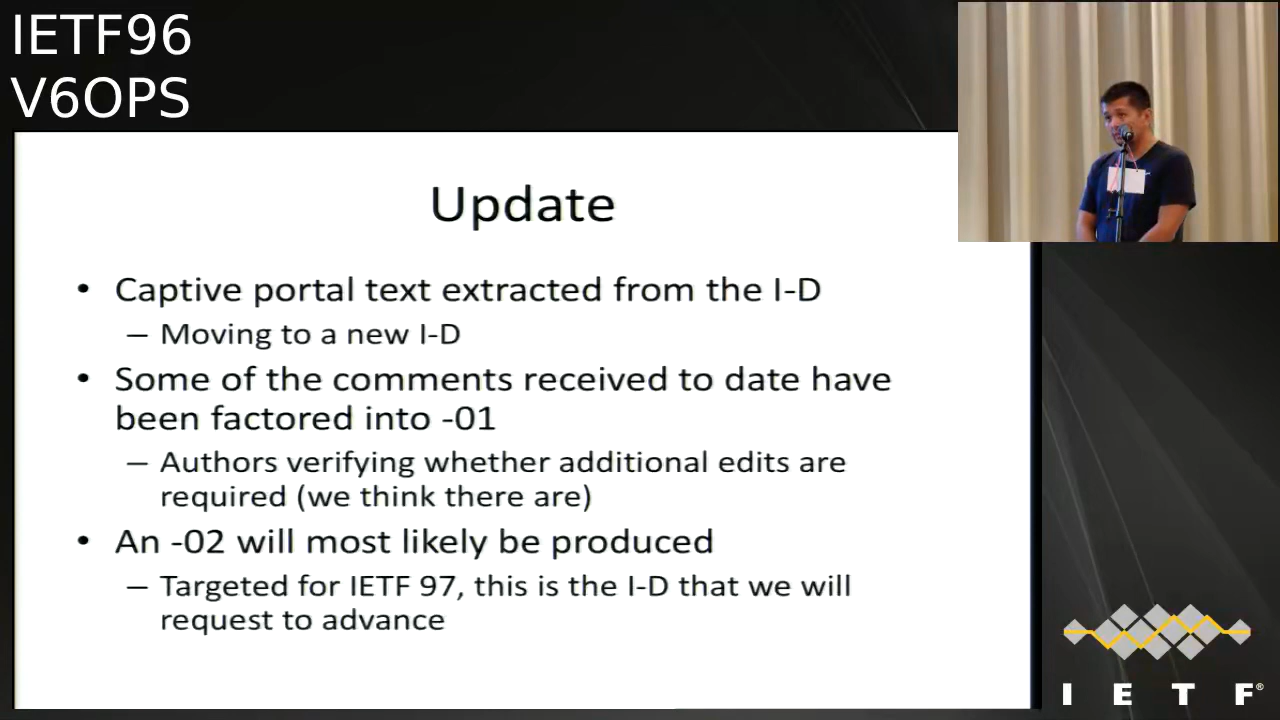 IETF96
V6OPS
Update
• Captive portal text extracted from the I-D
– Moving to a new I-D
• Some of the comments received to date have
been factored into -01
– Authors verifying whether additional edits are
required (we think there are)
• An -02 will most likely be produced
– Targeted for IETF 97, this is the I-D that we will
request to advance
I E T F®